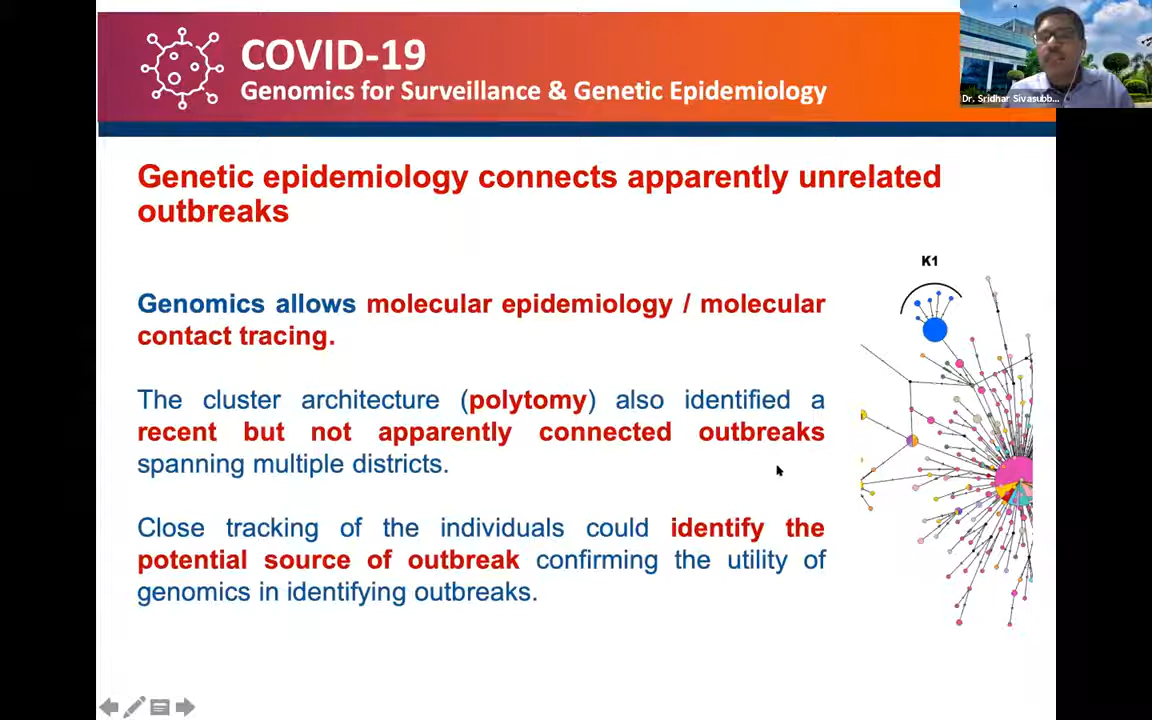 COVID-19
Genomics for Surveillance & Genetic Epidemiology
Dr. Sridhar Sivasubb...
Genetic epidemiology connects apparently unrelated
outbreaks
K1
Genomics allows molecular epidemiology / molecular
contact tracing.
The cluster architecture (polytomy) also identified a
recent but not apparently connected outbreaks
spanning multiple districts.
Close tracking of the individuals could identify the
potential source of outbreak confirming the utility of
genomics in identifying outbreaks.